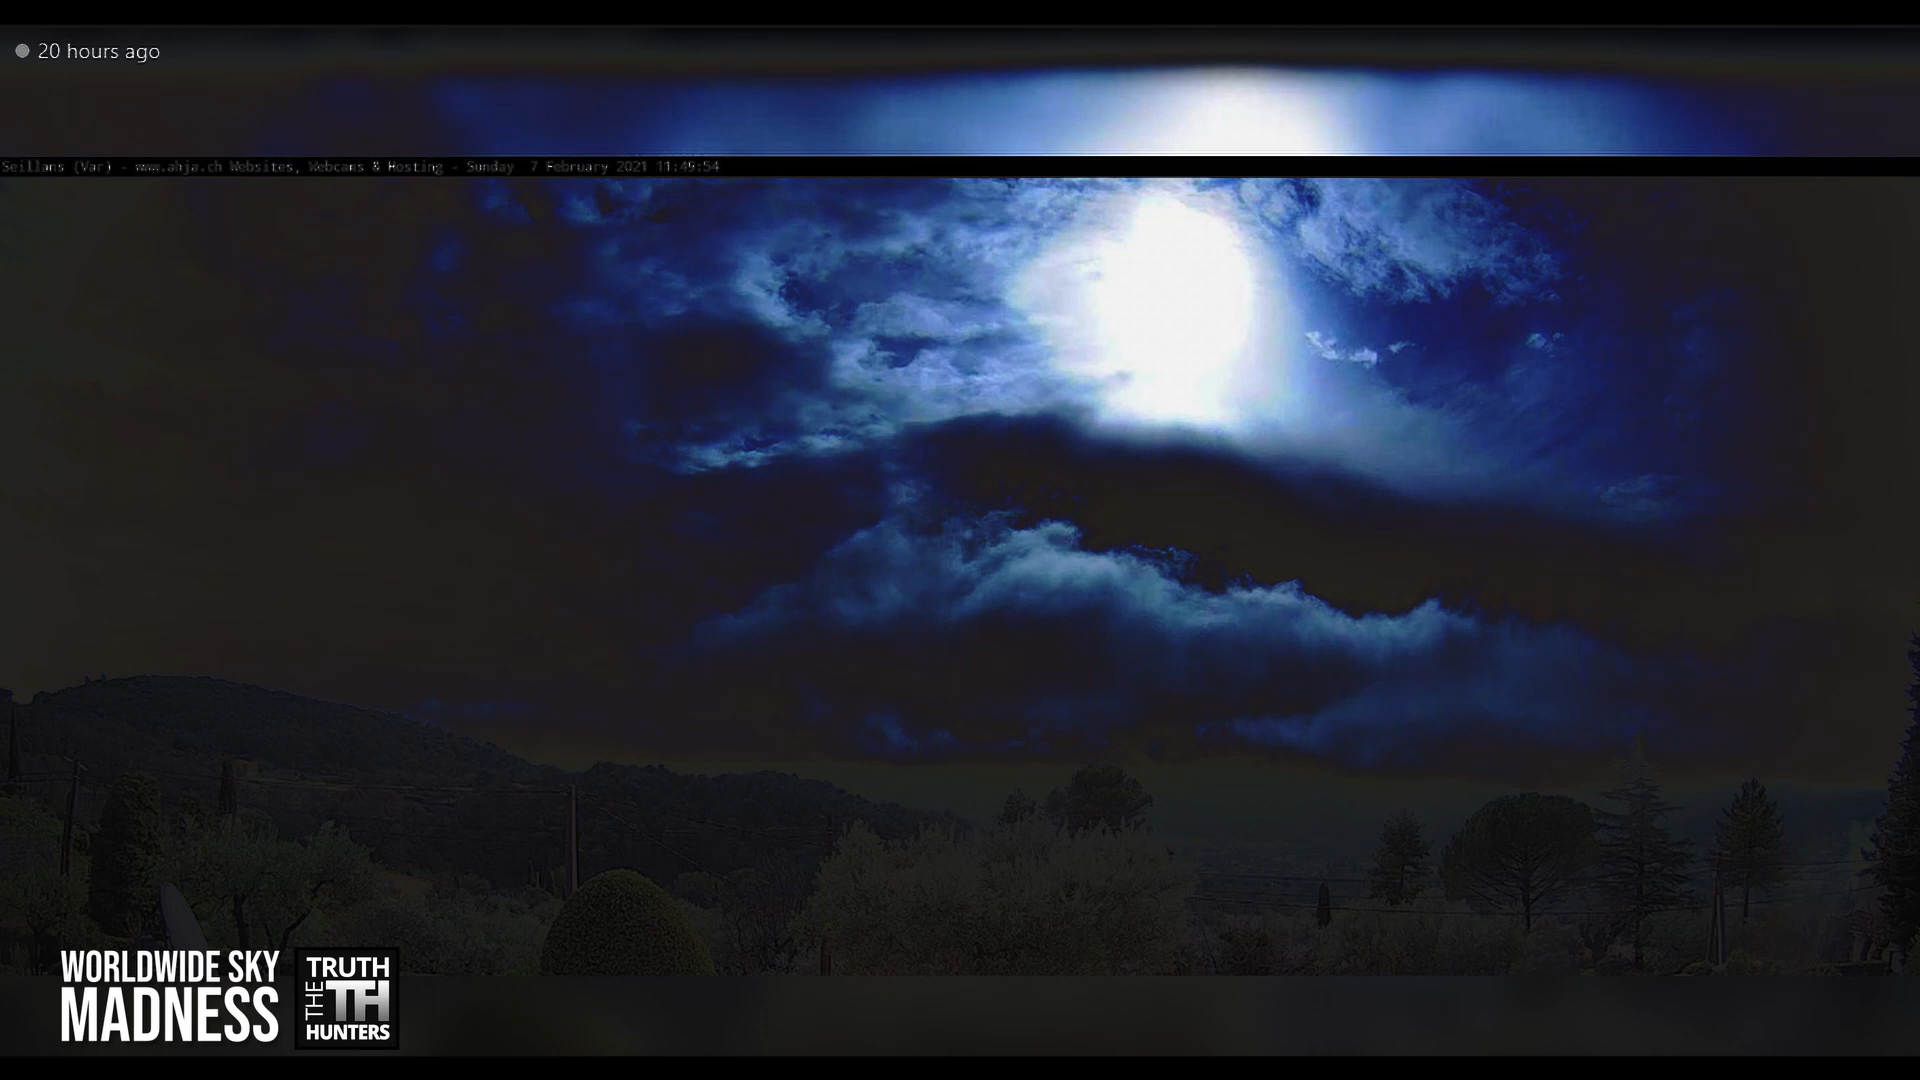 20 hours ago
Seillans (Var) - www.ahja.ch Websites, Webcams & Hosting - Sunday  7 February 2021 11:49:54
WORLDWIDE SKY
MADNESS
TRUTH
THE TH
HUNTERS